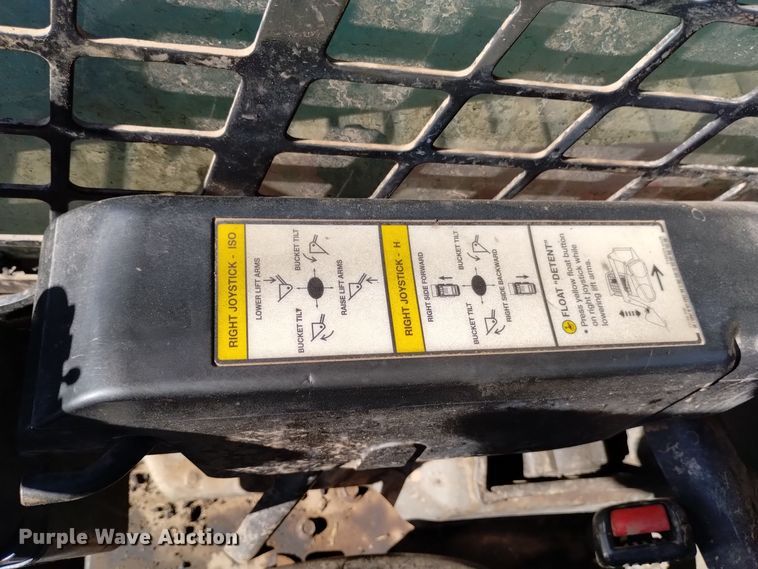 RIGHT JOYSTICK - ISO
LOWER LIFT ARMS
BUCKET TILT
BUCKET TILT
RAISE LIFT ARMS
RIGHT JOYSTICK - H
RIGHT SIDE FORWARD
BUCKET TILT
BUCKET TILT
RIGHT SIDE BACKWARD
FLOAT "DETENT"
• Press yellow float button
on right joystick while
lowering lift arms.
Purple Wave Auction